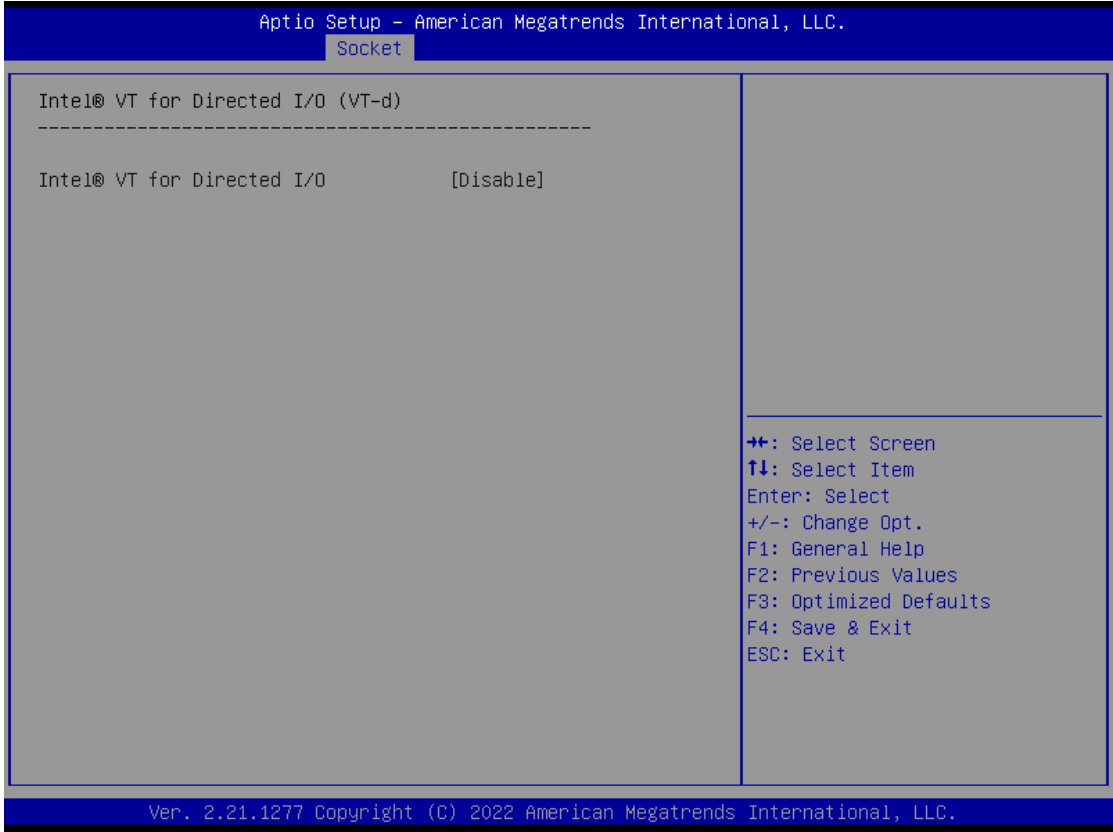 Aptio Setup – American Megatrends International, LLC.
Socket
Intel® VT for Directed I/O (VT-d)
--------------------------------------------------
Intel® VT for Directed I/O [Disable]
→←: Select Screen
↑↓: Select Item
Enter: Select
+/-: Change Opt.
F1: General Help
F2: Previous Values
F3: Optimized Defaults
F4: Save & Exit
ESC: Exit
Ver. 2.21.1277 Copyright (C) 2022 American Megatrends International, LLC.